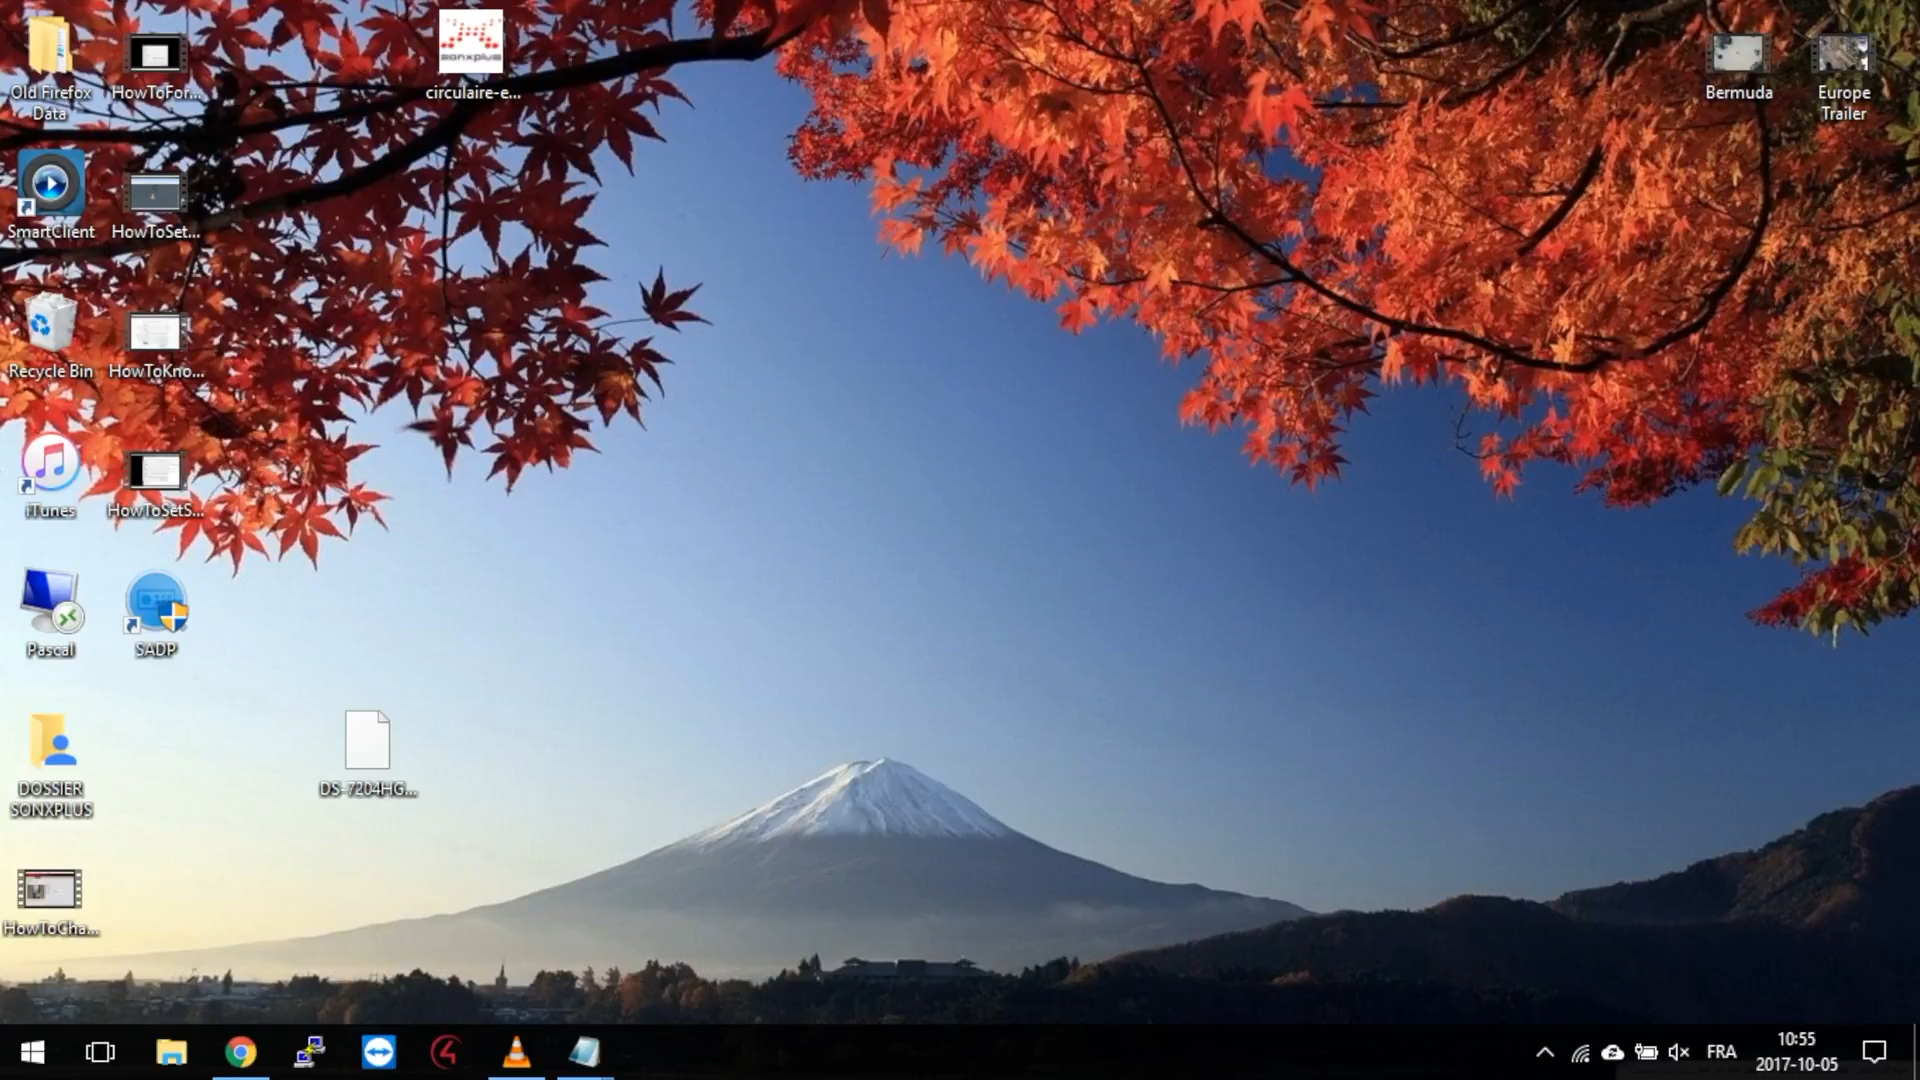 Old Firefox
Data
HowToFor...
sonxplus
circulaire-e...
Bermuda
Europe
Trailer
SmartClient
HowToSet...
Recycle Bin
HowToKno...
iTunes
HowToSetS...
Pascal
SADP
DOSSIER
SONXPLUS
DS-7204HG...
HowToCha...
FRA
10:55
2017-10-05